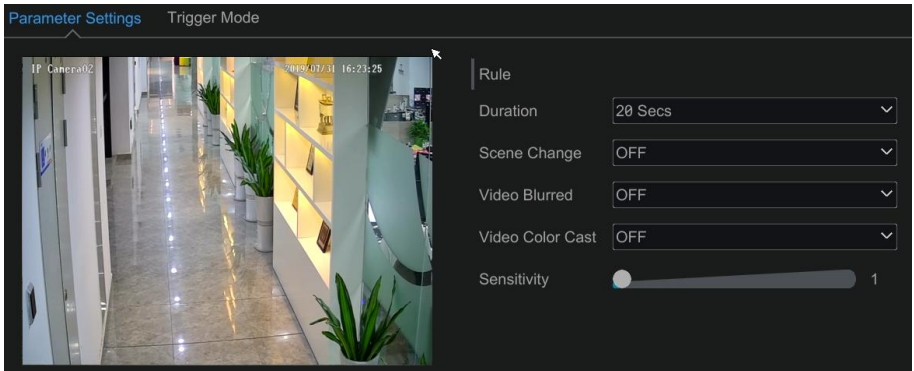 Parameter Settings Trigger Mode
IP Camera02 2019/07/31 16:23:25
Rule
Duration 20 Secs
Scene Change OFF
Video Blurred OFF
Video Color Cast OFF
Sensitivity 1